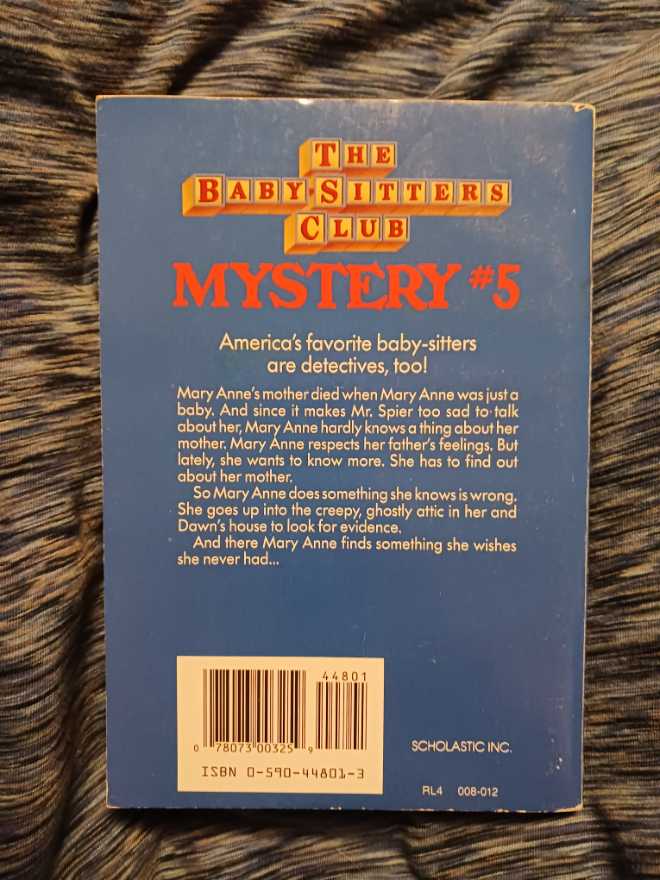 THE
BABY-SITTERS
CLUB
MYSTERY #5
America's favorite baby-sitters
are detectives, too!
Mary Anne's mother died when Mary Anne was just a
baby. And since it makes Mr. Spier too sad to talk
about her, Mary Anne hardly knows a thing about her
mother. Mary Anne respects her father's feelings. But
lately, she wants to know more. She has to find out
about her mother.
So Mary Anne does something she knows is wrong.
She goes up into the creepy, ghostly attic in her and
Dawn's house to look for evidence.
And there Mary Anne finds something she wishes
she never had...
44801
0 78073 00325 9
ISBN 0-590-44801-3
SCHOLASTIC INC.
RL4 008-012